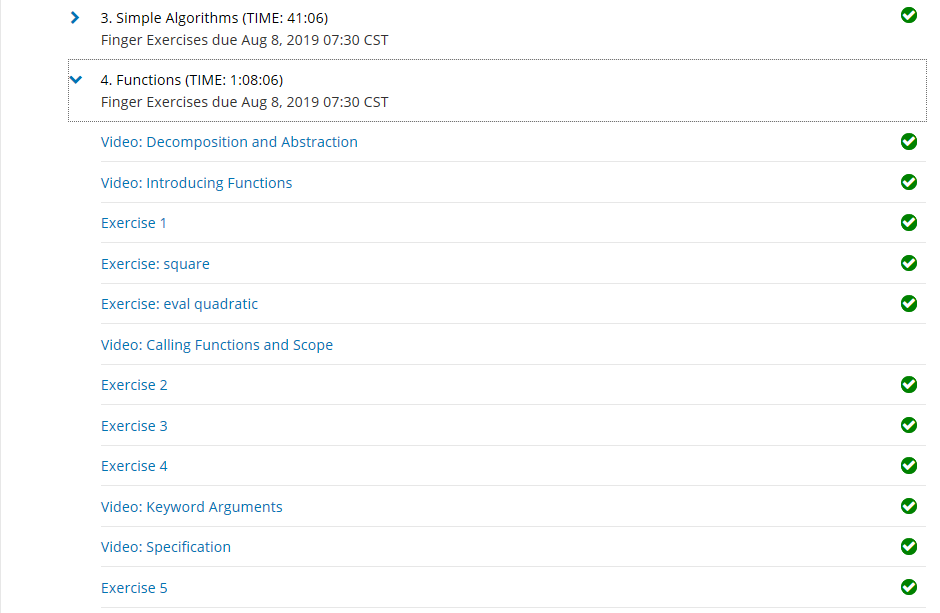 3. Simple Algorithms (TIME: 41:06)
Finger Exercises due Aug 8, 2019 07:30 CST
4. Functions (TIME: 1:08:06)
Finger Exercises due Aug 8, 2019 07:30 CST
Video: Decomposition and Abstraction
Video: Introducing Functions
Exercise 1
Exercise: square
Exercise: eval quadratic
Video: Calling Functions and Scope
Exercise 2
Exercise 3
Exercise 4
Video: Keyword Arguments
Video: Specification
Exercise 5